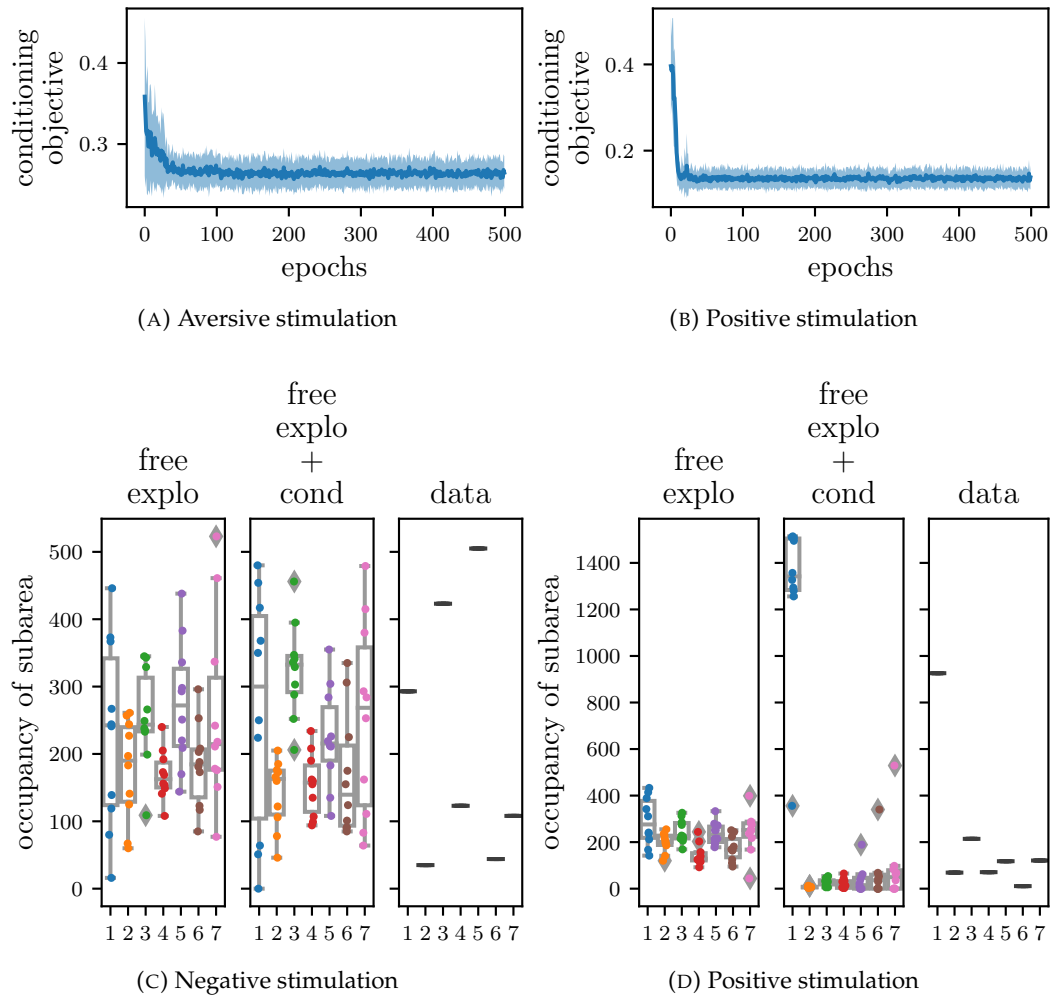 conditioning
objective
0.4
0.3
0 100 200 300 400 500
epochs
(A) Aversive stimulation
conditioning
objective
0.4
0.2
0 100 200 300 400 500
epochs
(B) Positive stimulation
free
explo
free
explo
+
cond
data
occupancy of subarea
500
400
300
200
100
0
1 2 3 4 5 6 7
1 2 3 4 5 6 7
1 2 3 4 5 6 7
(C) Negative stimulation
free
explo
free
explo
+
cond
data
occupancy of subarea
1400
1200
1000
800
600
400
200
0
1 2 3 4 5 6 7
1 2 3 4 5 6 7
1 2 3 4 5 6 7
(D) Positive stimulation